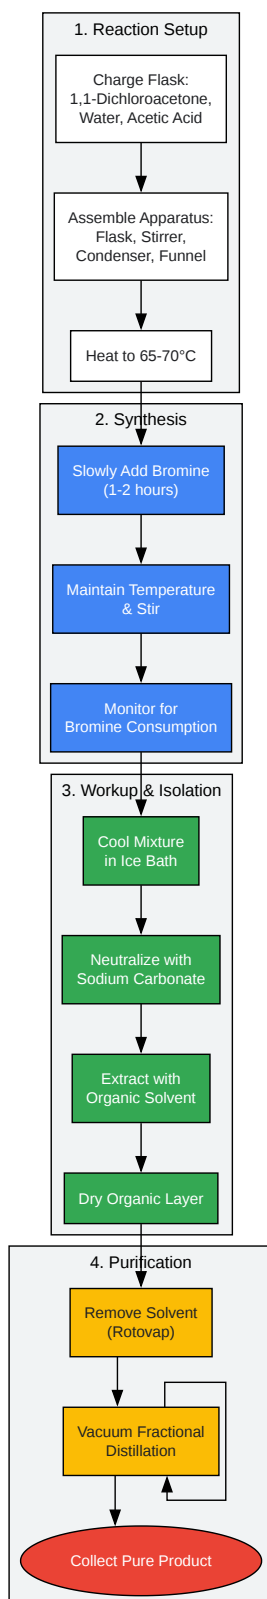 1. Reaction Setup
Charge Flask:
1,1-Dichloroacetone,
Water, Acetic Acid
Assemble Apparatus:
Flask, Stirrer,
Condenser, Funnel
Heat to 65-70°C
2. Synthesis
Slowly Add Bromine
(1-2 hours)
Maintain Temperature
& Stir
Monitor for
Bromine Consumption
3. Workup & Isolation
Cool Mixture
in Ice Bath
Neutralize with
Sodium Carbonate
Extract with
Organic Solvent
Dry Organic Layer
4. Purification
Remove Solvent
(Rotovap)
Vacuum Fractional
Distillation
Collect Pure Product